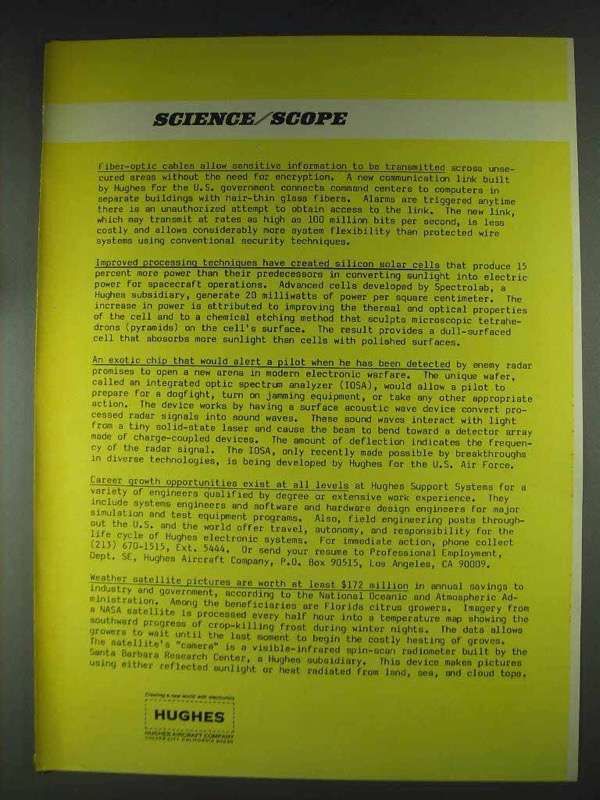 SCIENCE/SCOPE
Fiber-optic cables allow sensitive information to be transmitted across unse-
cured areas without the need for encryption. A new communication link built
by Hughes for the U.S. government connects command centers to computers in
separate buildings with hair-thin glass fibers. Alarms are triggered anytime
there is an unauthorized attempt to obtain access to the link. The new link,
which may transmit at rates as high as 100 million bits per second, is less
costly and allows considerably more system flexibility than protected wire
systems using conventional security techniques.
Improved processing techniques have created silicon solar cells that produce 15
percent more power than their predecessors in converting sunlight into electric
power for spacecraft operations. Advanced cells developed by Spectrolab, a
Hughes subsidiary, generate 20 milliwatts of power per square centimeter. The
increase in power is attributed to improving the thermal and optical properties
of the cell and to a chemical etching method that sculpts microscopic tetrahe-
drons (pyramids) on the cell's surface. The result provides a dull-surfaced
cell that abosorbs more sunlight than cells with polished surfaces.
An exotic chip that would alert a pilot when he has been detected by enemy radar
promises to open a new arena in modern electronic warfare. The unique wafer,
called an integrated optic spectrum analyzer (IOSA), would allow a pilot to
prepare for a dogfight, turn on jamming equipment, or take any other appropriate
action. The device works by having a surface acoustic wave device convert pro-
cessed radar signals into sound waves. These sound waves interact with light
from a tiny solid-state laser and cause the beam to bend toward a detector array
made of charge-coupled devices. The amount of deflection indicates the frequen-
cy of the radar signal. The IOSA, only recently made possible by breakthroughs
in diverse technologies, is being developed by Hughes for the U.S. Air Force.
Career growth opportunities exist at all levels at Hughes Support Systems for a
variety of engineers qualified by degree or extensive work experience. They
include systems engineers and software and hardware design engineers for major
simulation and test equipment programs. Also, field engineering posts through-
out the U.S. and the world offer travel, autonomy, and responsibility for the
life cycle of Hughes electronic systems. For immediate action, phone collect
(213) 670-1515, Ext. 5444. Or send your resume to Professional Employment,
Dept. SE, Hughes Aircraft Company, P.O. Box 90515, Los Angeles, CA 90009.
Weather satellite pictures are worth at least $172 million in annual savings to
industry and government, according to the National Oceanic and Atmospheric Ad-
ministration. Among the beneficiaries are Florida citrus growers. Imagery from
a NASA satellite is processed every half hour into a temperature map showing the
southward progress of crop-killing frost during winter nights. The data allows
growers to wait until the last moment to begin the costly heating of groves.
The satellite's "camera" is a visible-infrared spin-scan radiometer built by the
Santa Barbara Research Center, a Hughes subsidiary. This device makes pictures
using either reflected sunlight or heat radiated from land, sea, and cloud tops.
Creating a new world with electronics
HUGHES
HUGHES AIRCRAFT COMPANY
CULVER CITY, CALIFORNIA 90230